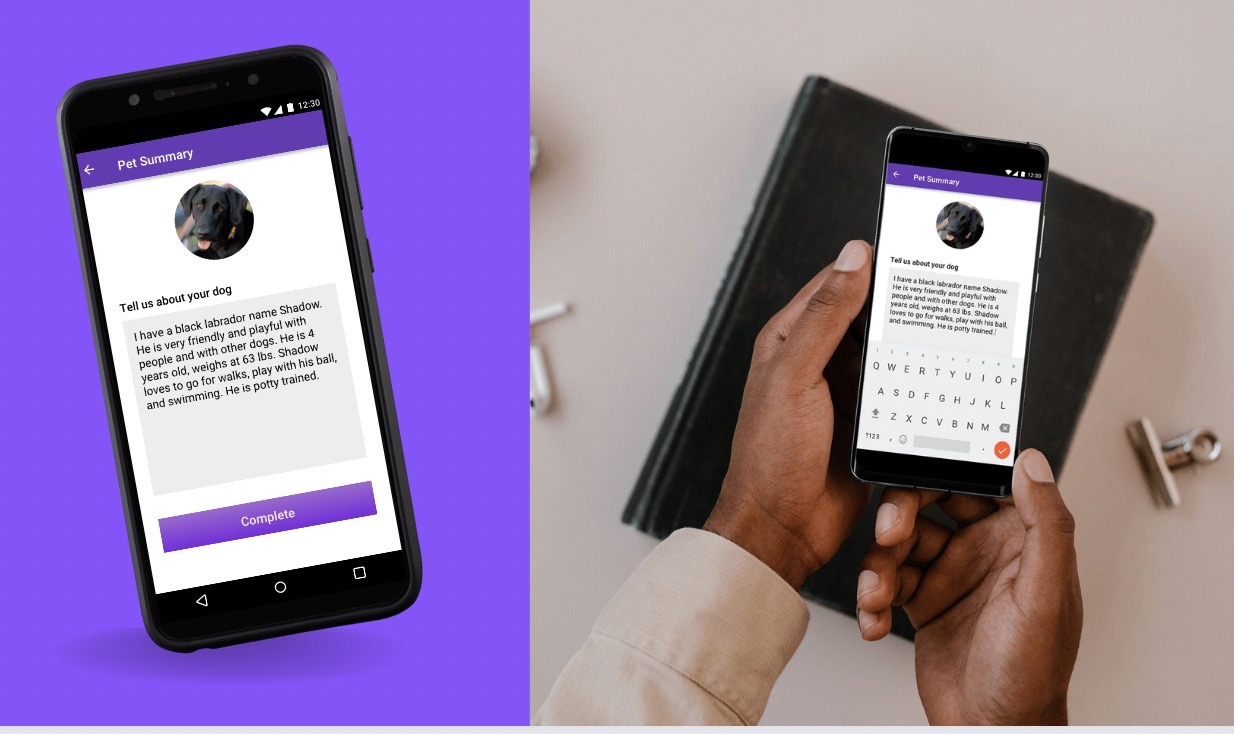 12:30
Pet Summary
Tell us about your dog
I have a black labrador name Shadow.
He is very friendly and playful with
people and with other dogs. He is 4
years old, weighs at 63 lbs. Shadow
loves to go for walks, play with his ball,
and swimming. He is potty trained.
Complete
12:30
Pet Summary
Tell us about your dog
I have a black labrador name Shadow.
He is very friendly and playful with
people and with other dogs. He is 4
years old, weighs at 63 lbs. Shadow
loves to go for walks, play with his ball,
and swimming. He is potty trained.
1 2 3 4 5 6 7 8 9 0
Q W E R T Y U I O P
A S D F G H J K L
Z X C V B N M
?123 , .